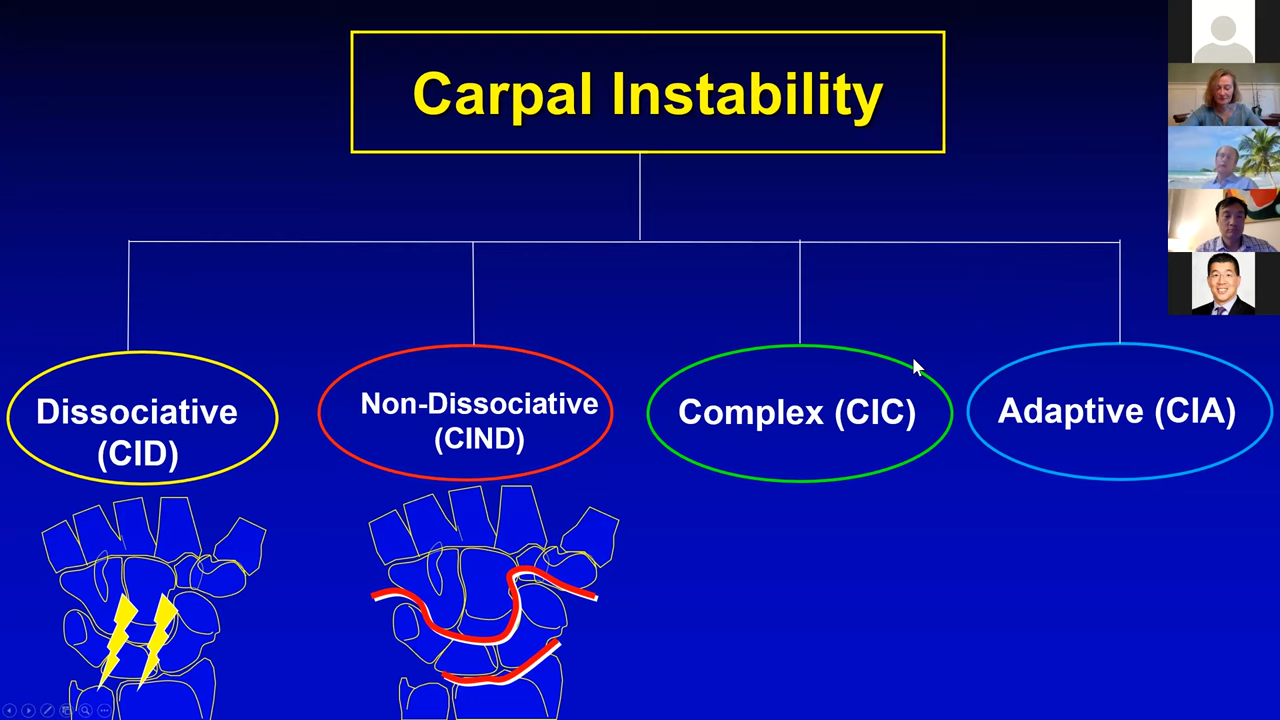 Carpal Instability
Dissociative
(CID)
Non-Dissociative
(CIND)
Complex (CIC)
Adaptive (CIA)